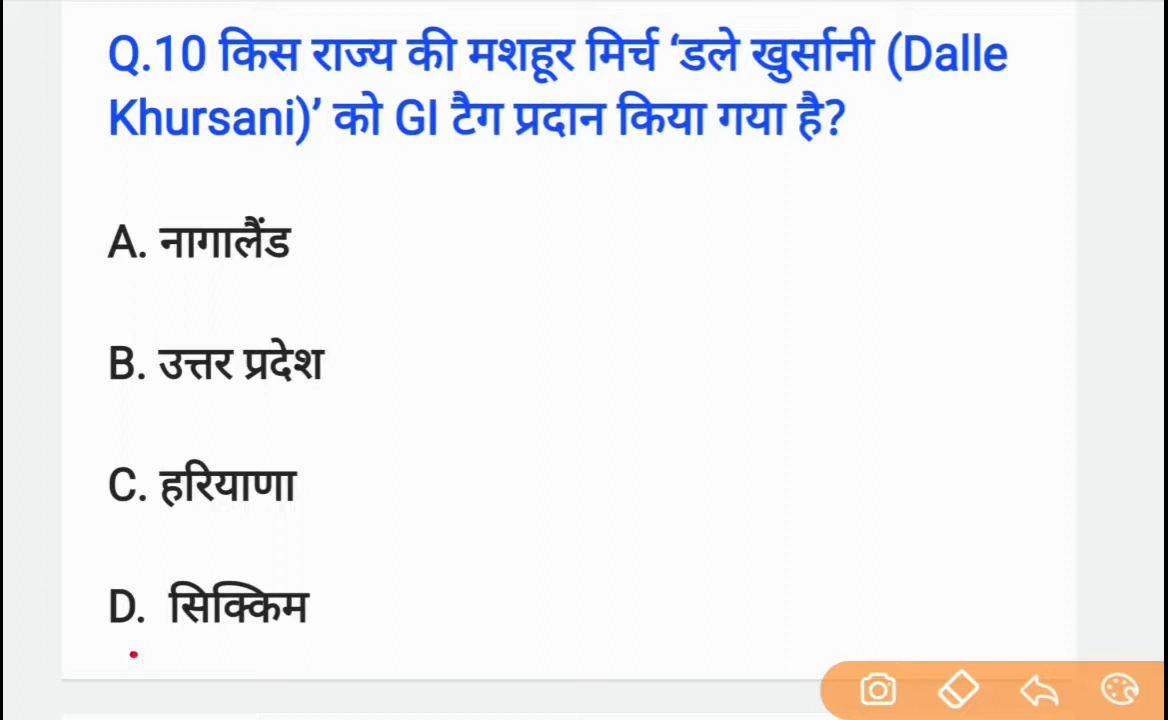 Q.10 किस राज्य की मशहूर मिर्च ‘डले खुर्सानी (Dalle
Khursani)’ को GI टैग प्रदान किया गया है?
A. नागालैंड
B. उत्तर प्रदेश
C. हरियाणा
D. सिक्किम